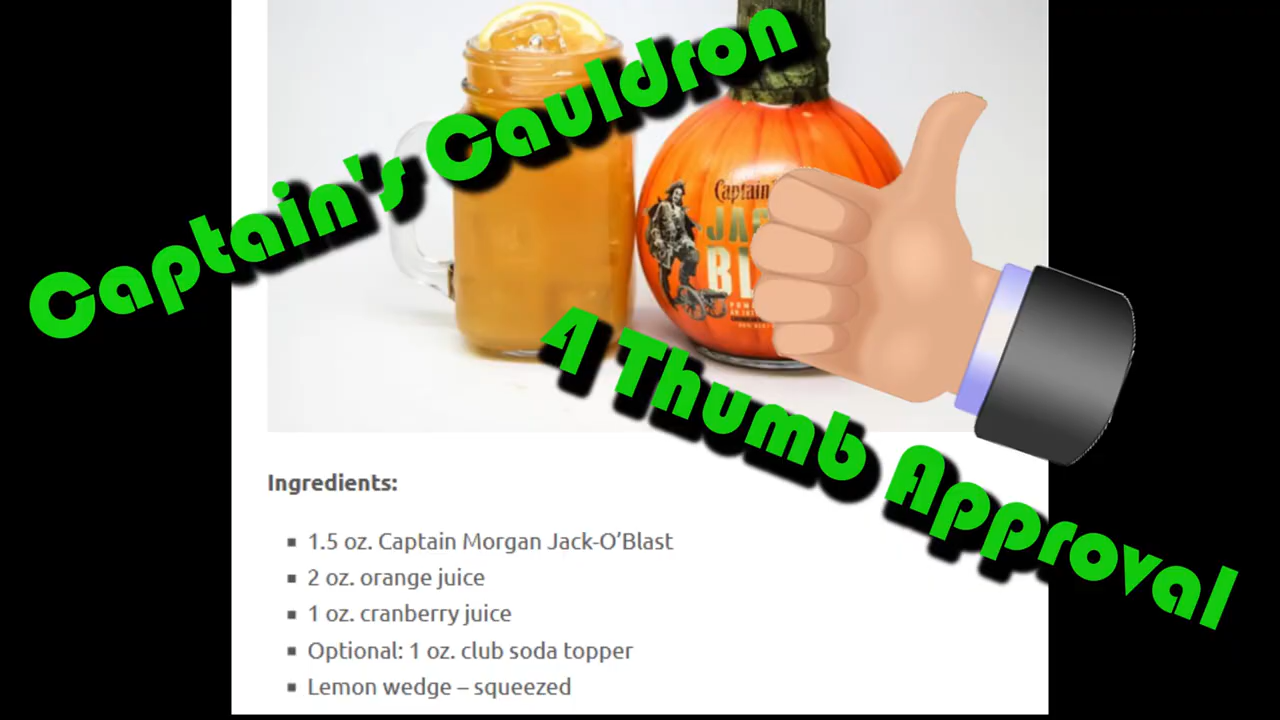 Captain's Cauldron
Captain
4 Thumb Approval
Ingredients:
▪ 1.5 oz. Captain Morgan Jack-O’Blast
▪ 2 oz. orange juice
▪ 1 oz. cranberry juice
▪ Optional: 1 oz. club soda topper
▪ Lemon wedge – squeezed